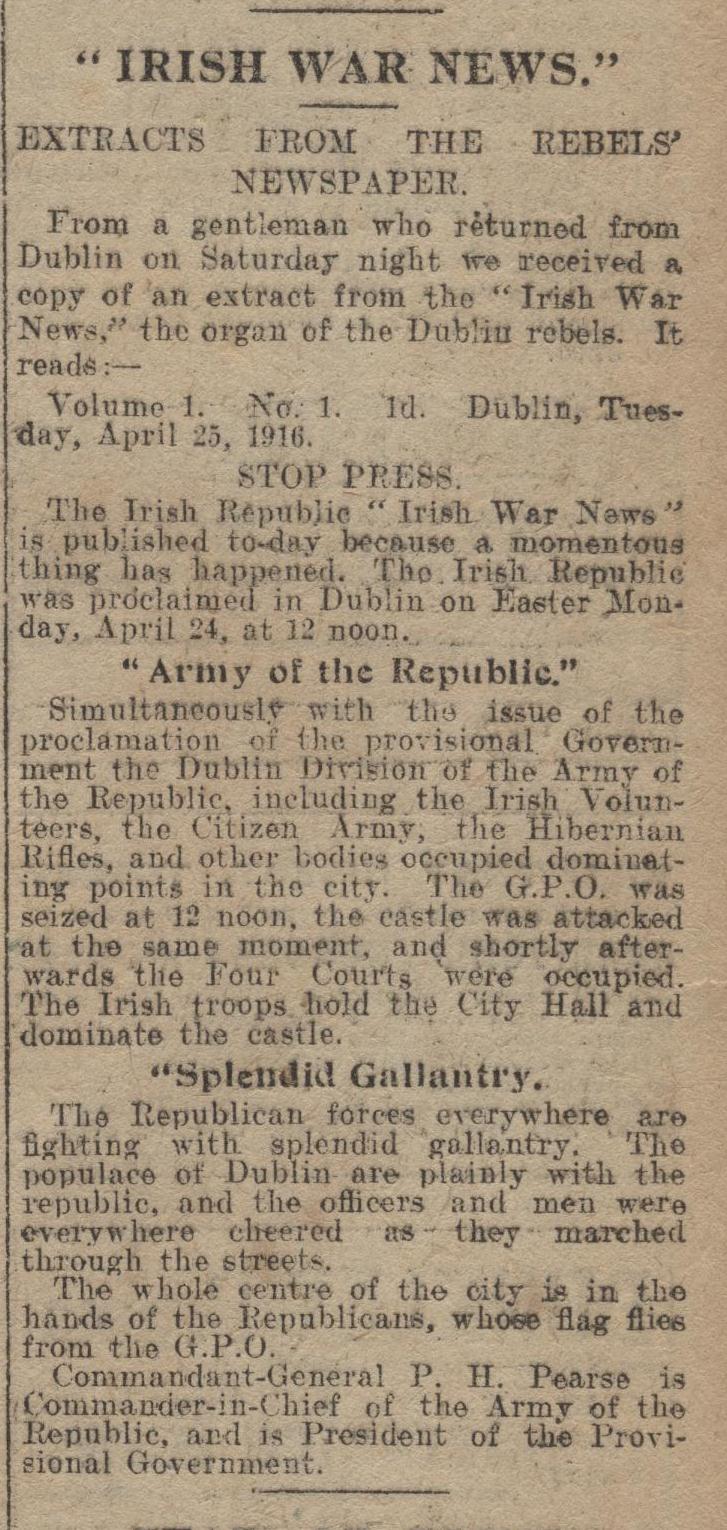 "IRISH WAR NEWS."
EXTRACTS FROM THE REBELS'
NEWSPAPER.
From a gentleman who returned from
Dublin on Saturday night we received a
copy of an extract from the "Irish War
News," the organ of the Dublin rebels. It
reads:—
Volume 1. No. 1. 1d. Dublin, Tues-
day, April 25, 1916.
STOP PRESS.
The Irish Republic "Irish War News"
is published to-day because a momentous
thing has happened. The Irish Republic
was proclaimed in Dublin on Easter Mon-
day, April 24, at 12 noon.
"Army of the Republic."
Simultaneously with the issue of the
proclamation of the provisional Govern-
ment the Dublin Division of the Army of
the Republic, including the Irish Volun-
teers, the Citizen Army, the Hibernian
Rifles, and other bodies occupied dominat-
ing points in the city. The G.P.O. was
seized at 12 noon, the castle was attacked
at the same moment, and shortly after-
wards the Four Courts were occupied.
The Irish troops hold the City Hall and
dominate the castle.
"Splendid Gallantry.
The Republican forces everywhere are
fighting with splendid gallantry. The
populace of Dublin are plainly with the
republic, and the officers and men were
everywhere cheered as they marched
through the streets.
The whole centre of the city is in the
hands of the Republicans, whose flag flies
from the G.P.O.
Commandant-General P. H. Pearse is
Commander-in-Chief of the Army of the
Republic, and is President of the Provi-
sional Government.